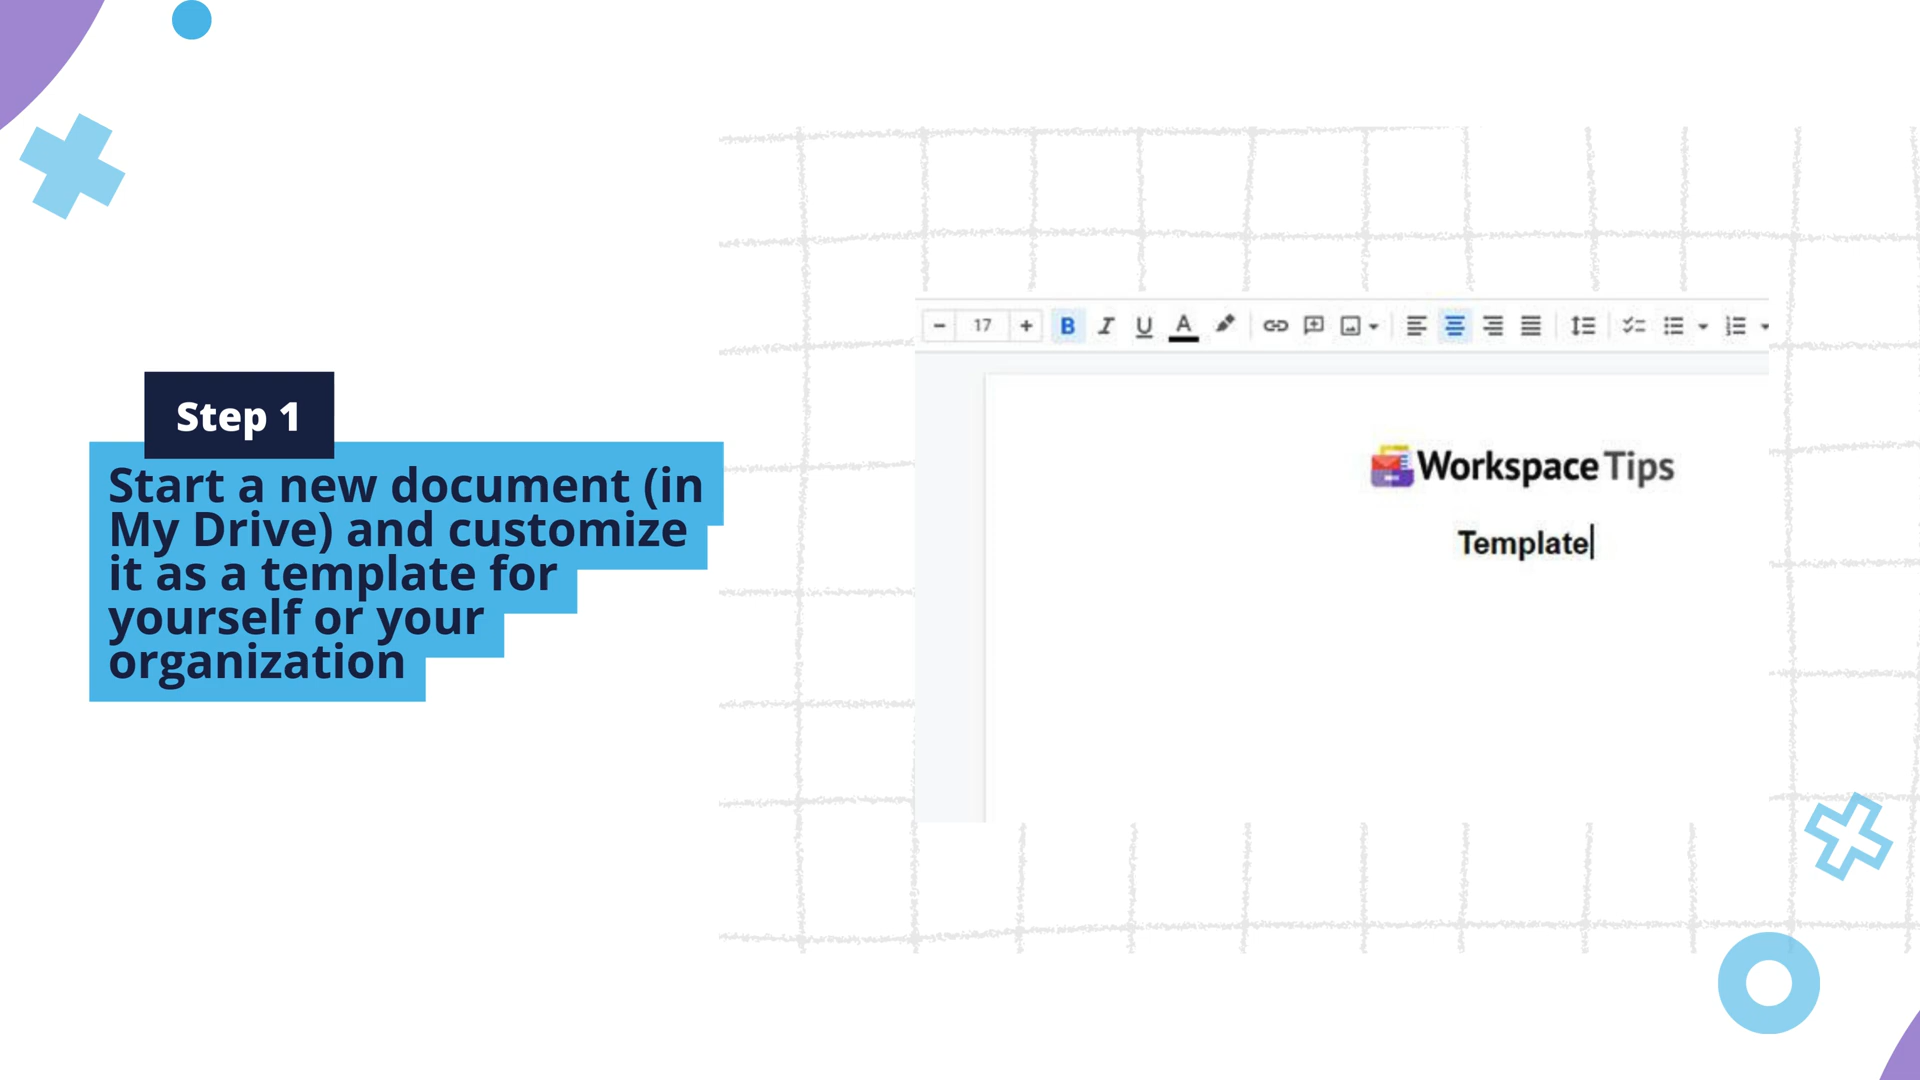 Step 1
Start a new document (in
My Drive) and customize
it as a template for
yourself or your
organization
− 17 + B I U A
Workspace Tips
Template